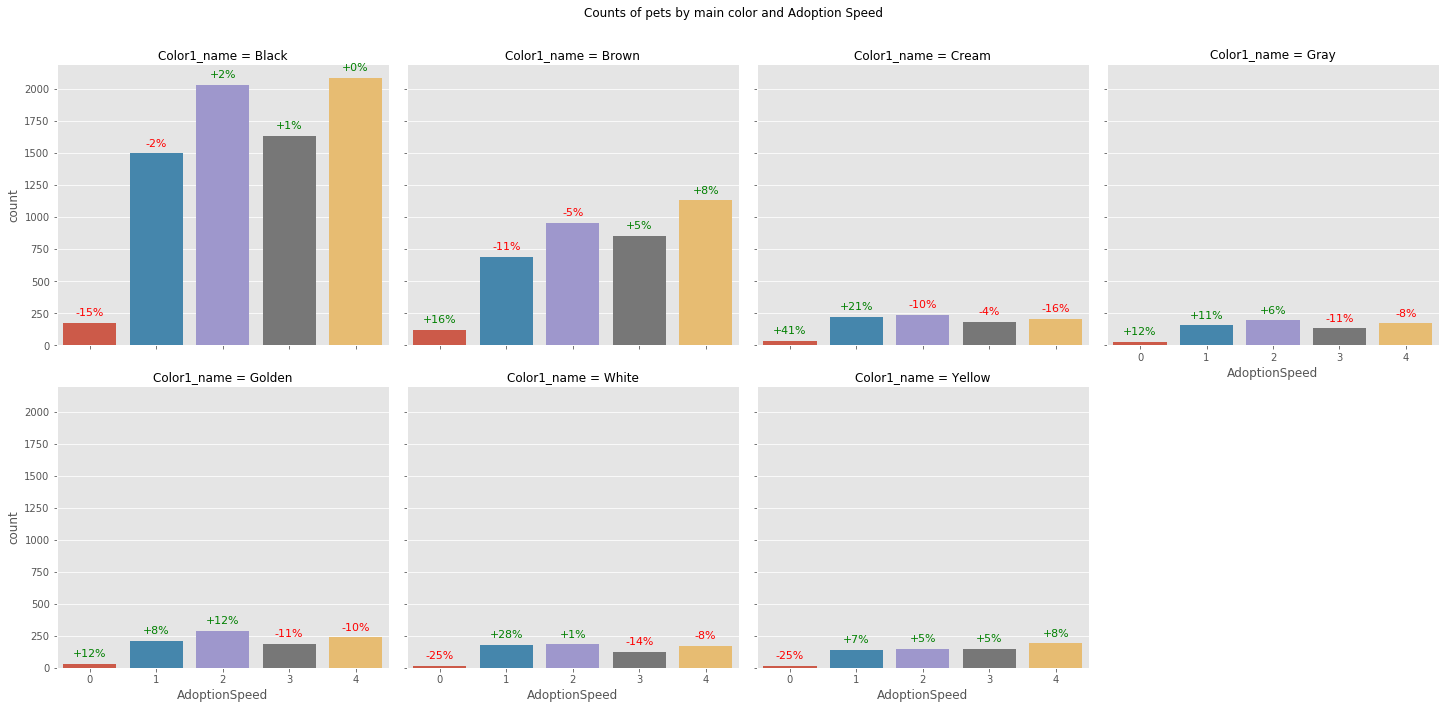 Counts of pets by main color and Adoption Speed
Color1_name = Black
2000
1750
1500
1250
1000
750
500
250
0
count
-15%
-2%
+2%
+1%
+0%
Color1_name = Brown
+16%
-11%
-5%
+5%
+8%
Color1_name = Cream
+41%
+21%
-10%
-4%
-16%
Color1_name = Gray
+12%
+11%
+6%
-11%
-8%
0 1 2 3 4
AdoptionSpeed
Color1_name = Golden
2000
1750
1500
1250
1000
750
500
250
0
count
+12%
+8%
+12%
-11%
-10%
0 1 2 3 4
AdoptionSpeed
Color1_name = White
-25%
+28%
+1%
-14%
-8%
0 1 2 3 4
AdoptionSpeed
Color1_name = Yellow
-25%
+7%
+5%
+5%
+8%
0 1 2 3 4
AdoptionSpeed